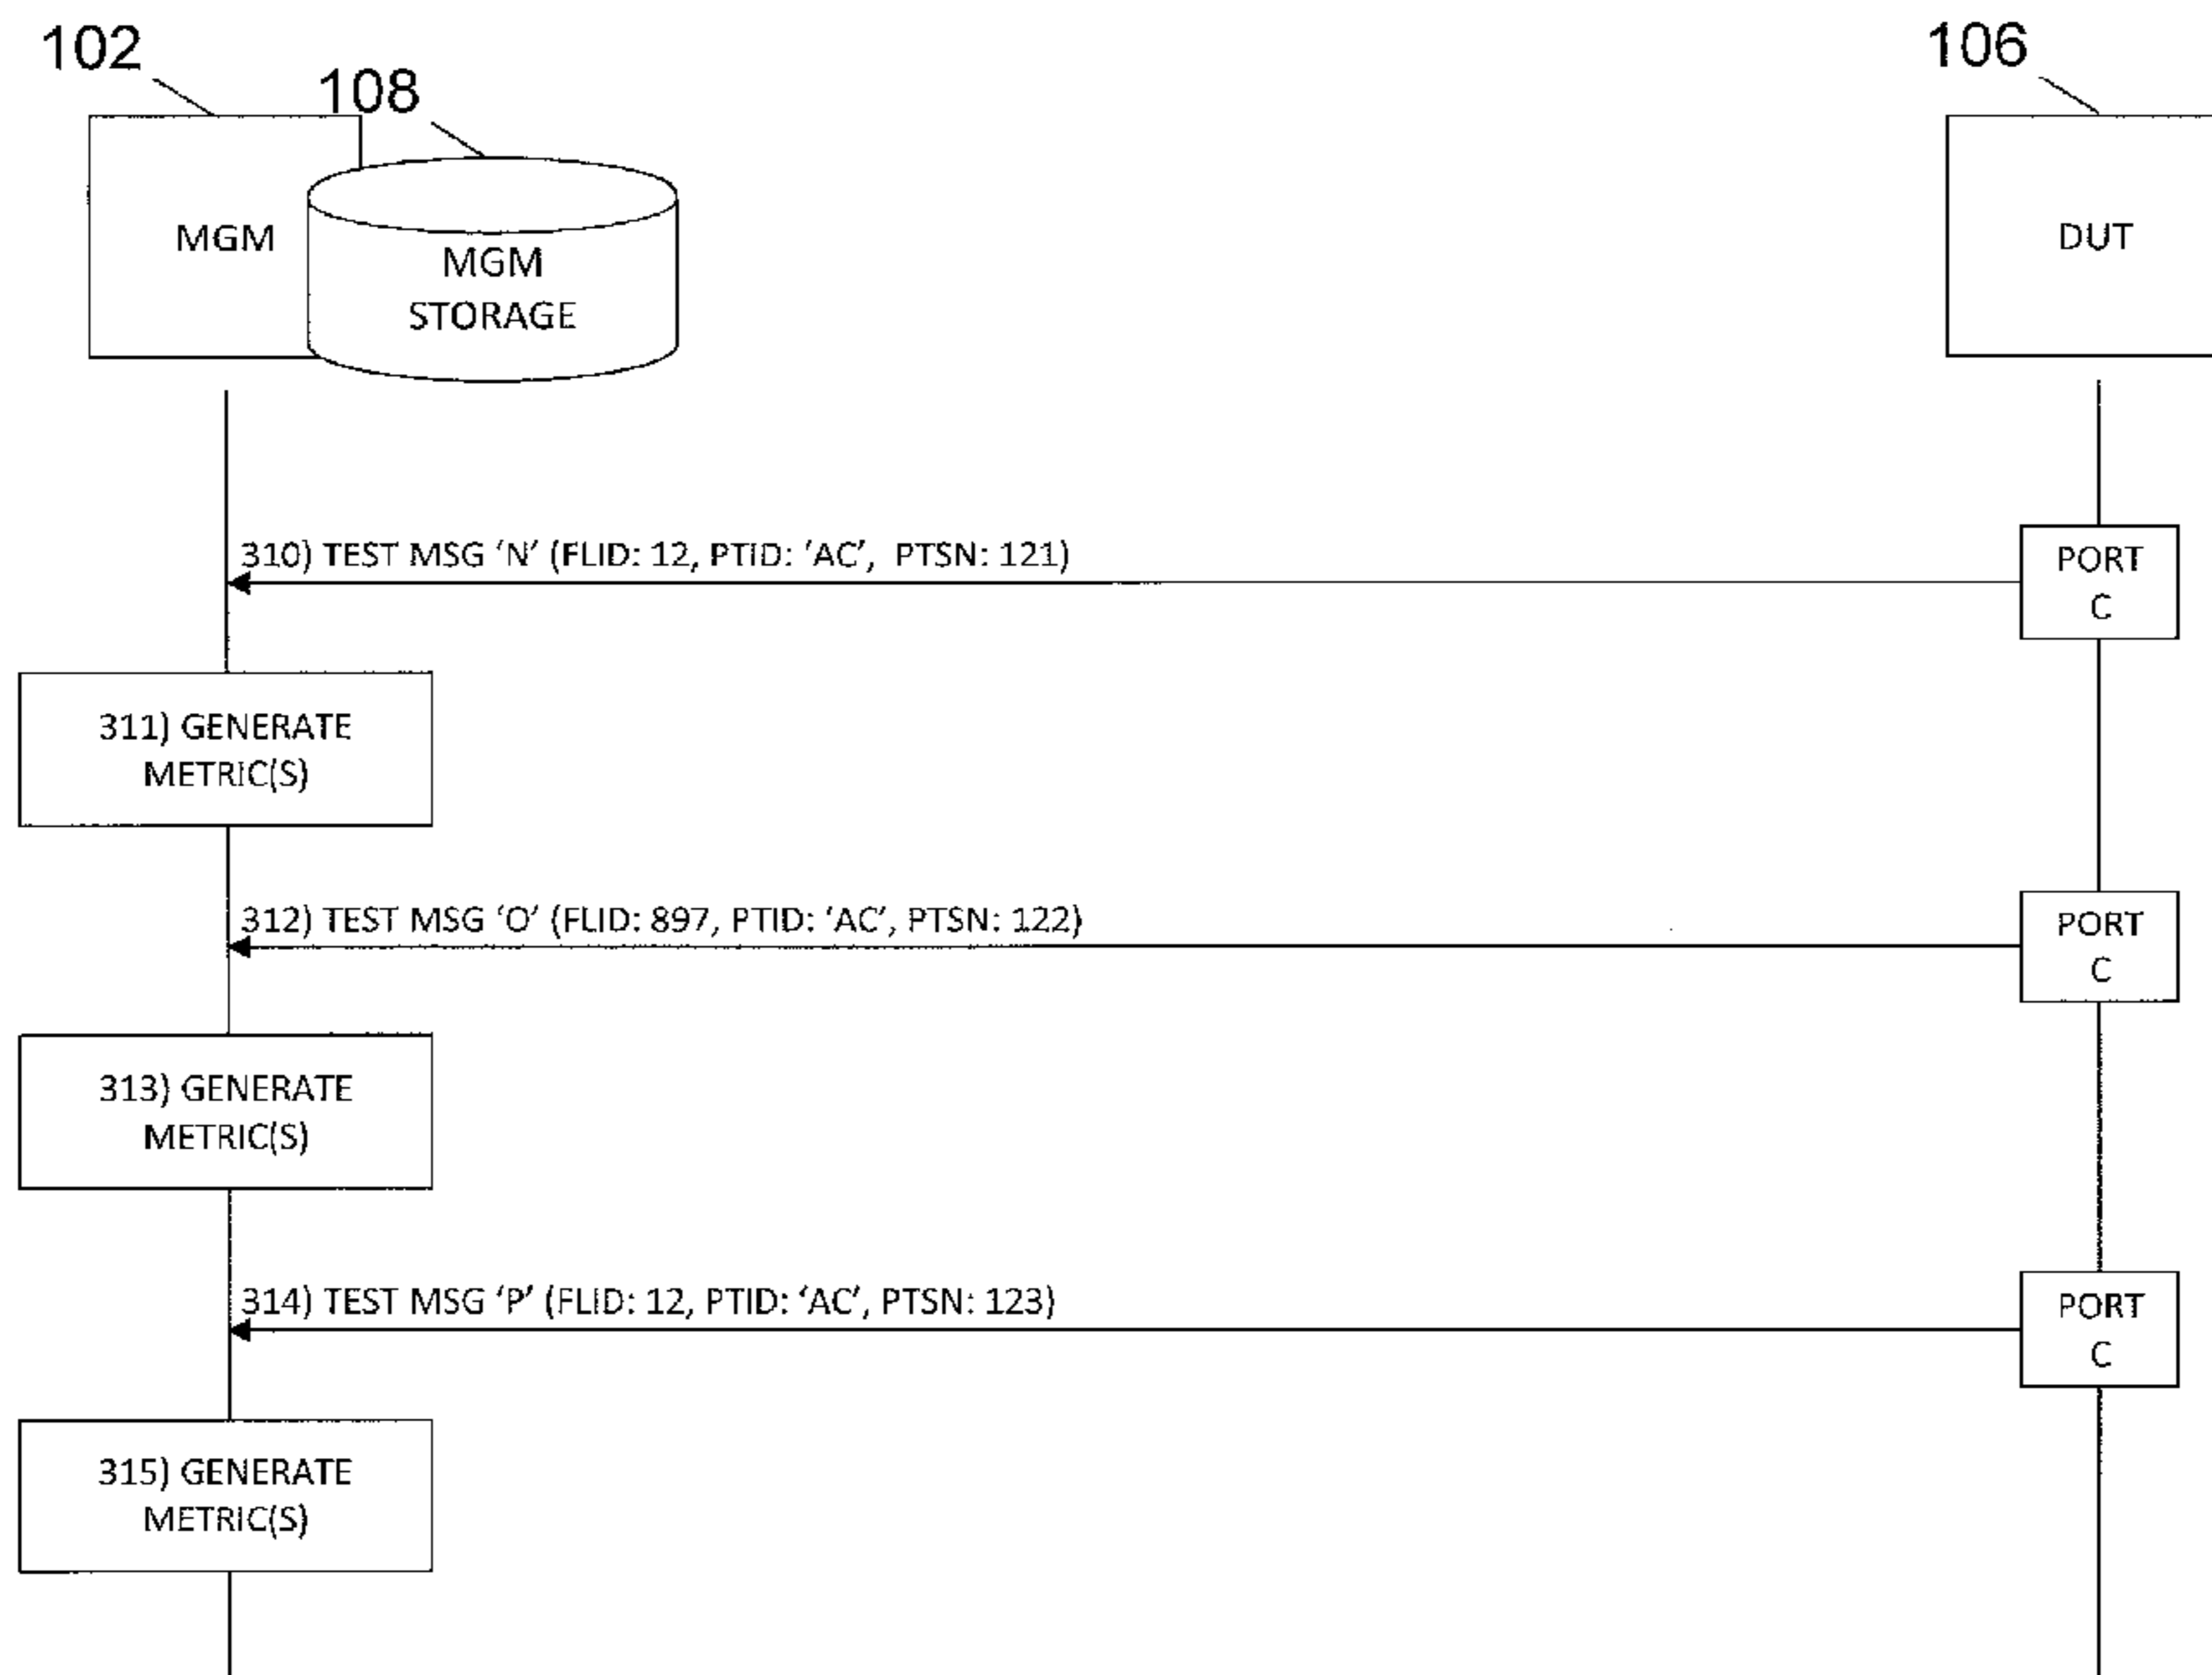 102
108
106
MGM
MGM
STORAGE
DUT
310) TEST MSG ‘N’ (FLID: 12, PTID: ‘AC’, PTSN: 121)
PORT
C
311) GENERATE
METRIC(S)
312) TEST MSG ‘O’ (FLID: 897, PTID: ‘AC’, PTSN: 122)
PORT
C
313) GENERATE
METRIC(S)
314) TEST MSG ‘P’ (FLID: 12, PTID: ‘AC’, PTSN: 123)
PORT
C
315) GENERATE
METRIC(S)